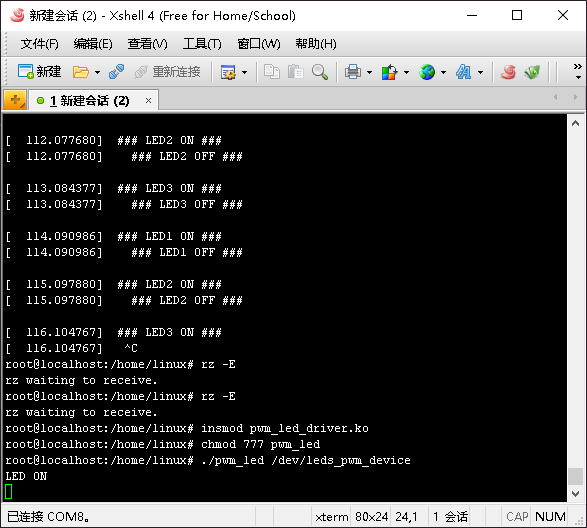 新建会话 (2) - Xshell 4 (Free for Home/School)
文件(F) 编辑(E) 查看(V) 工具(T) 窗口(W) 帮助(H)
新建 重新连接
1 新建会话 (2)
[  112.077680]  ### LED2 ON ###
[  112.077680]    ### LED2 OFF ###
[  113.084377]  ### LED3 ON ###
[  113.084377]    ### LED3 OFF ###
[  114.090986]  ### LED1 ON ###
[  114.090986]    ### LED1 OFF ###
[  115.097880]  ### LED2 ON ###
[  115.097880]    ### LED2 OFF ###
[  116.104767]  ### LED3 ON ###
[  116.104767]   ^C
root@localhost:/home/linux# rz -E
rz waiting to receive.
root@localhost:/home/linux# rz -E
rz waiting to receive.
root@localhost:/home/linux# insmod pwm_led_driver.ko
root@localhost:/home/linux# chmod 777 pwm_led
root@localhost:/home/linux# ./pwm_led /dev/leds_pwm_device
LED ON
已连接 COM8。 xterm 80x24 24,1 1 会话 CAP NUM